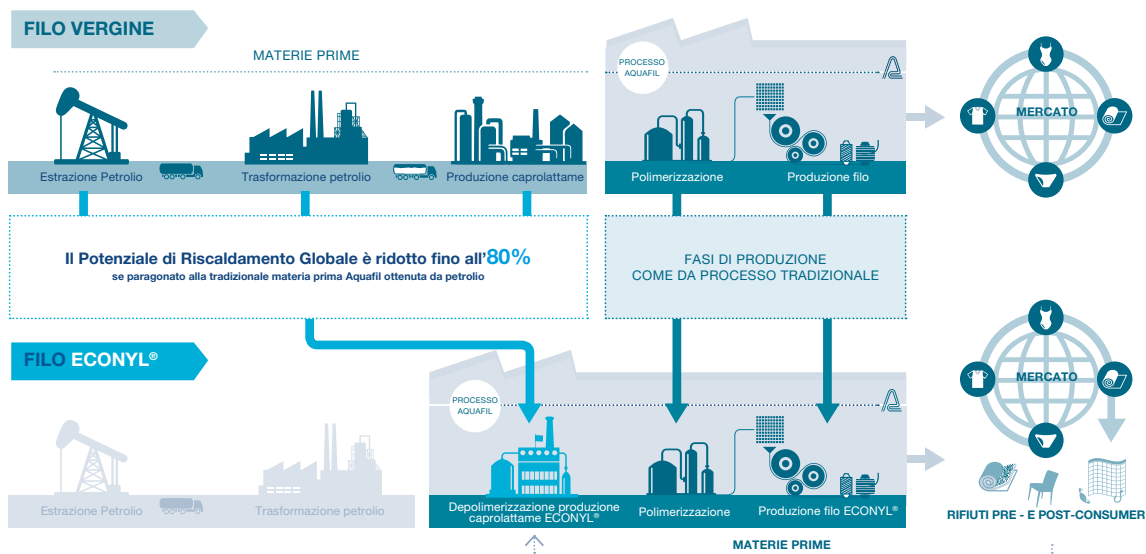 FILO VERGINE
MATERIE PRIME
PROCESSO
AQUAFIL
MERCATO
Estrazione Petrolio
Trasformazione petrolio
Produzione caprolattame
Polimerizzazione
Produzione filo
Il Potenziale di Riscaldamento Globale è ridotto fino all'80%
se paragonato alla tradizionale materia prima Aquafil ottenuta da petrolio
FASI DI PRODUZIONE
COME DA PROCESSO TRADIZIONALE
FILO ECONYL®
PROCESSO
AQUAFIL
MERCATO
Estrazione Petrolio
Trasformazione petrolio
Depolimerizzazione produzione
caprolattame ECONYL®
Polimerizzazione
Produzione filo ECONYL®
RIFIUTI PRE - E POST-CONSUMER
MATERIE PRIME